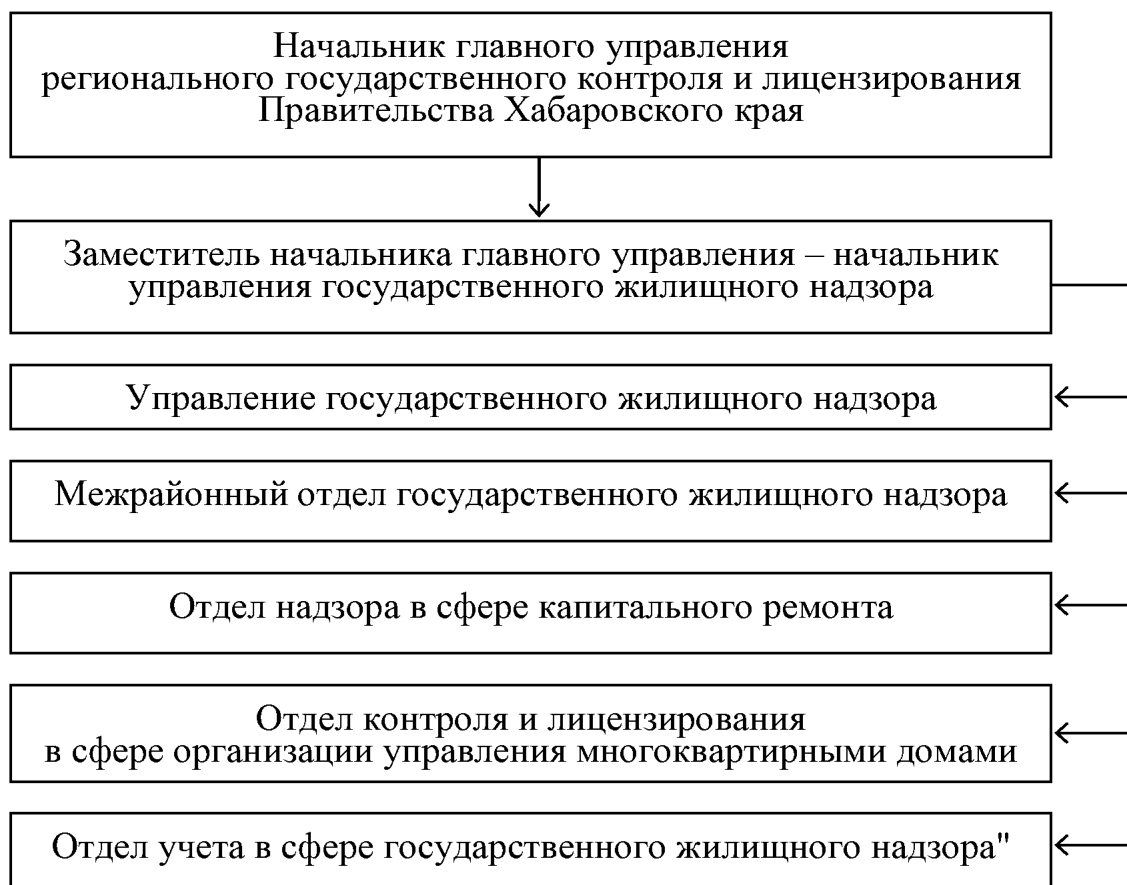 Начальник главного управления
регионального государственного контроля и лицензирования
Правительства Хабаровского края
Заместитель начальника главного управления – начальник
управления государственного жилищного надзора
Управление государственного жилищного надзора
Межрайонный отдел государственного жилищного надзора
Отдел надзора в сфере капитального ремонта
Отдел контроля и лицензирования
в сфере организации управления многоквартирными домами
Отдел учета в сфере государственного жилищного надзора"